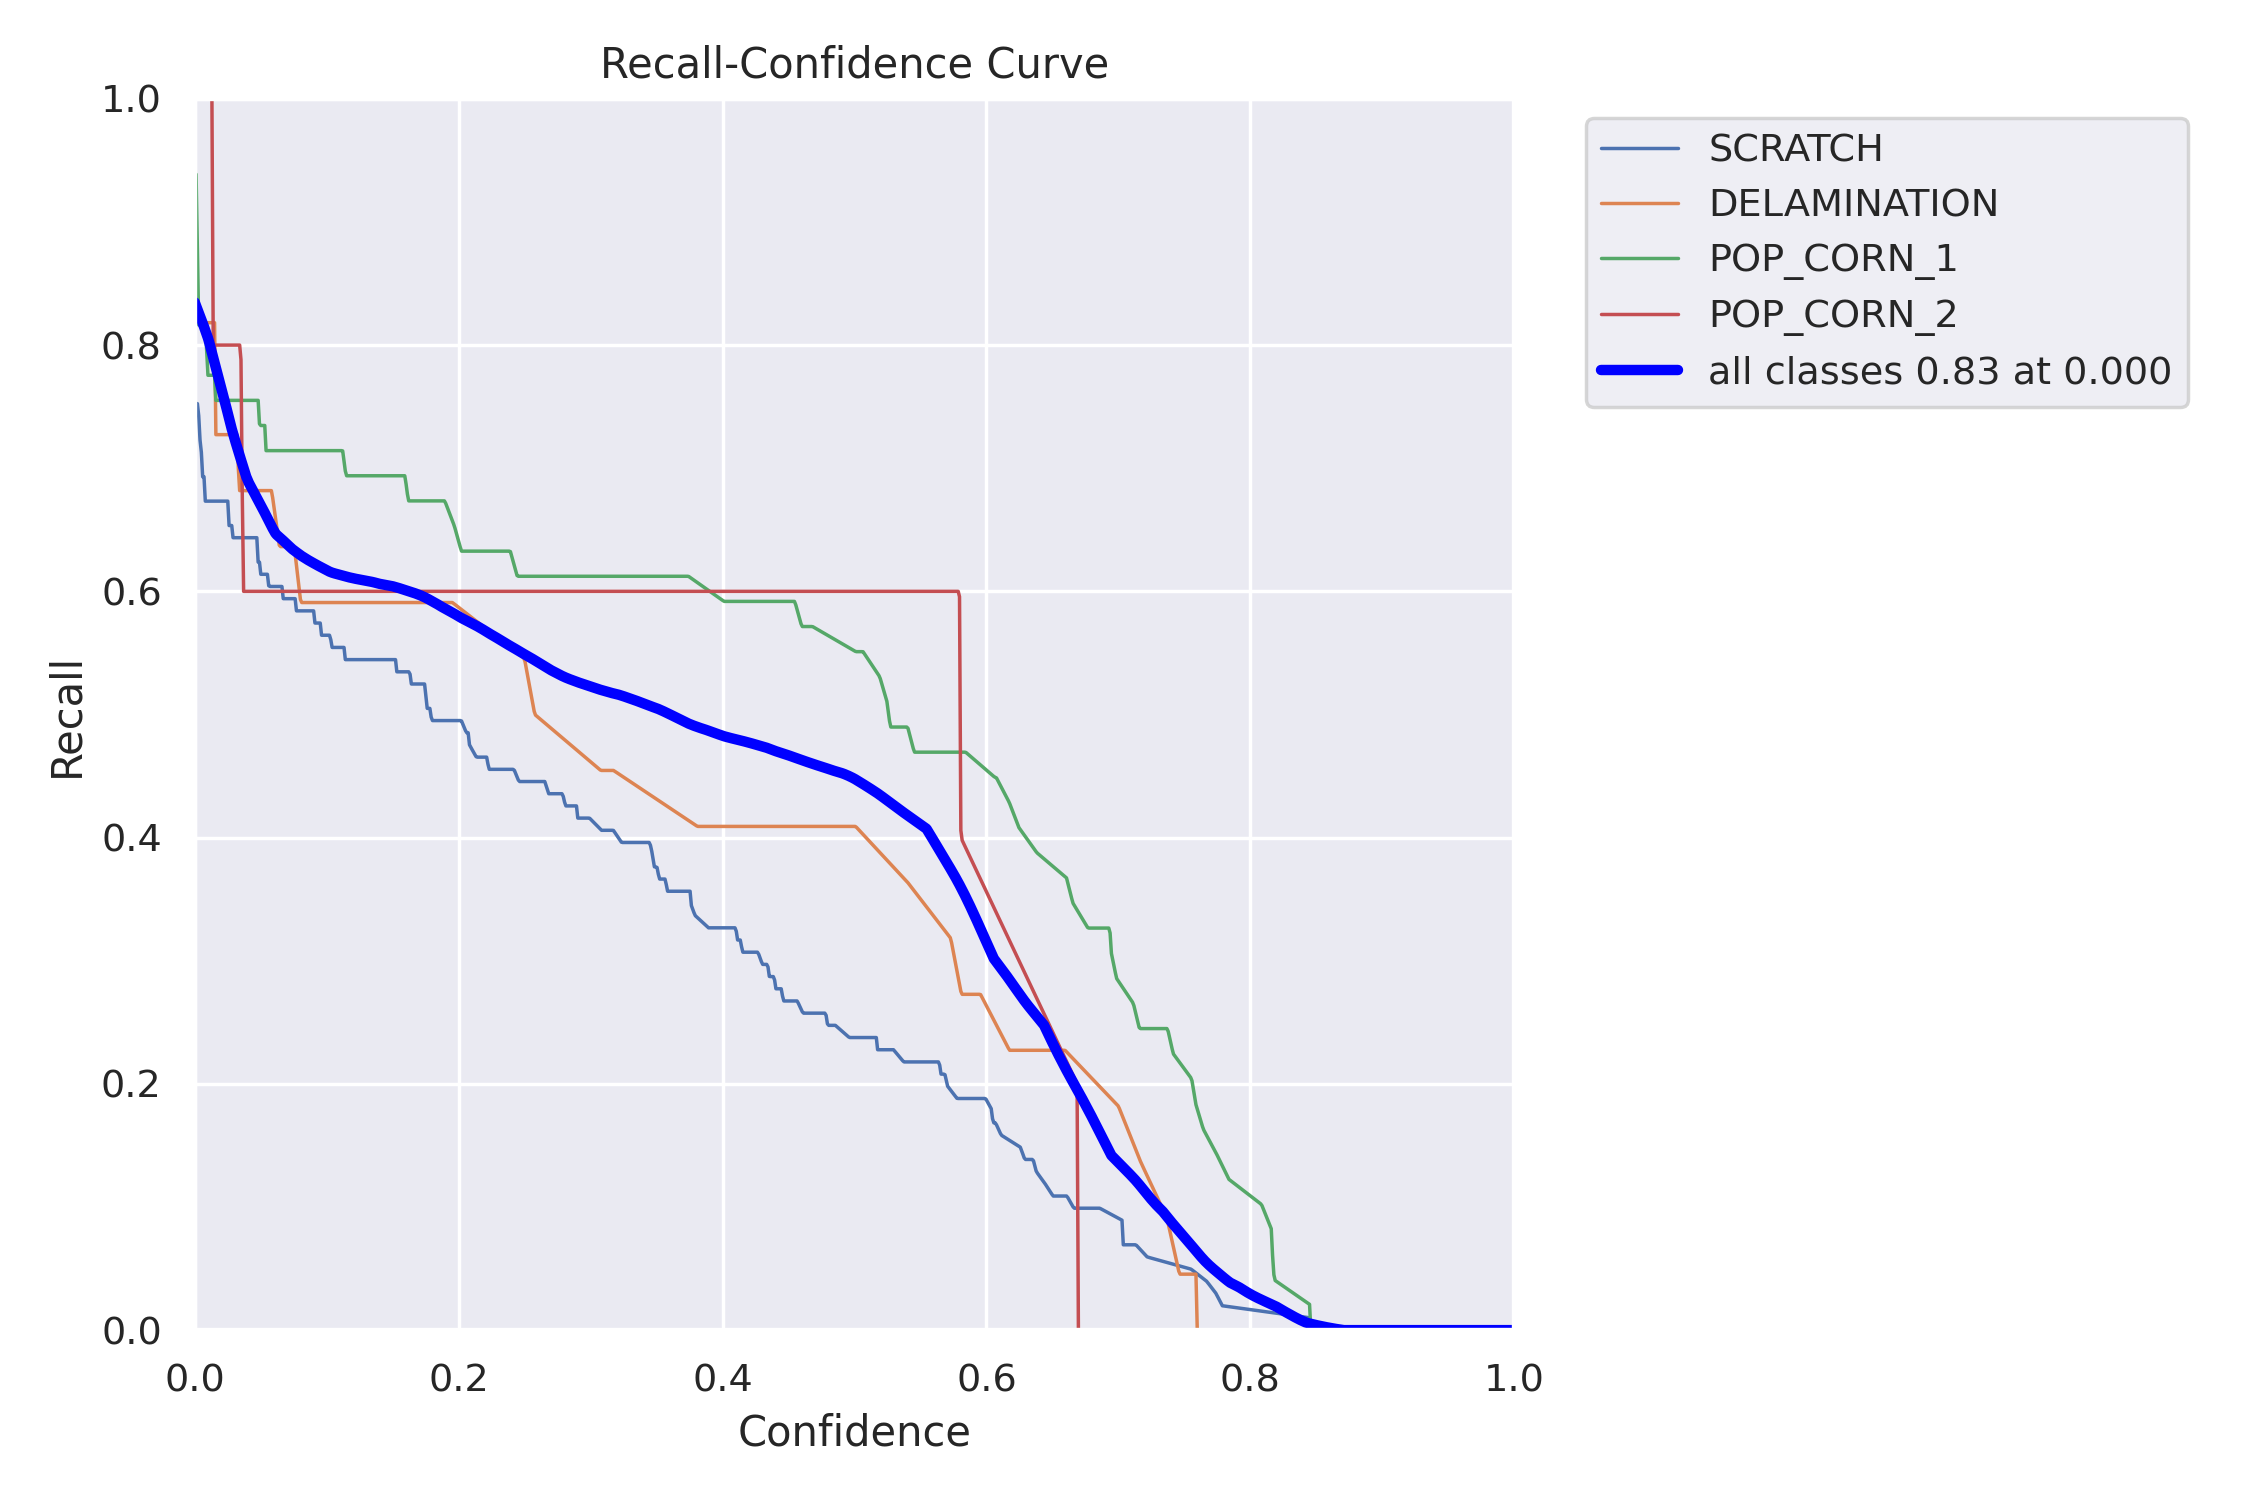 Recall-Confidence Curve
1.0
0.8
0.6
0.4
0.2
0.0
Recall
0.0 0.2 0.4 0.6 0.8 1.0
Confidence
SCRATCH
DELAMINATION
POP_CORN_1
POP_CORN_2
all classes 0.83 at 0.000